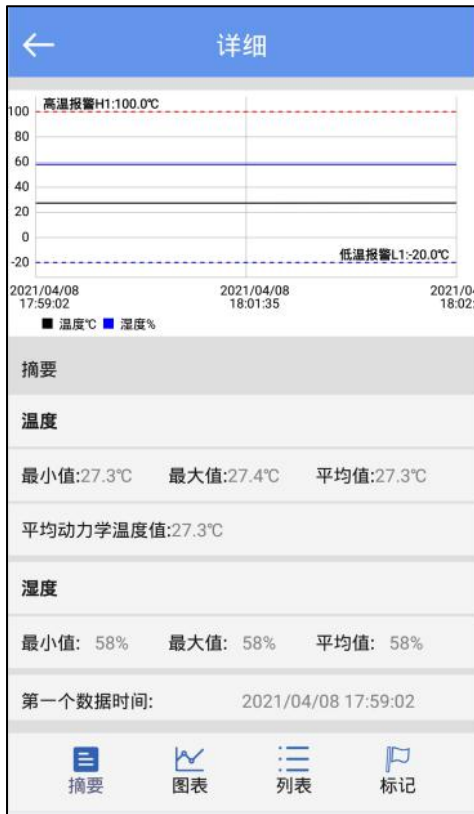 详细
高温报警H1:100.0℃
100
80
60
40
20
0
-20
低温报警L1:-20.0℃
2021/04/08 2021/04/08 2021/04
17:59:02 18:01:35 18:02:
温度℃ 湿度%
摘要
温度
最小值:27.3℃ 最大值:27.4℃ 平均值:27.3℃
平均动力学温度值:27.3℃
湿度
最小值: 58% 最大值: 58% 平均值: 58%
第一个数据时间: 2021/04/08 17:59:02
摘要 图表 列表 标记